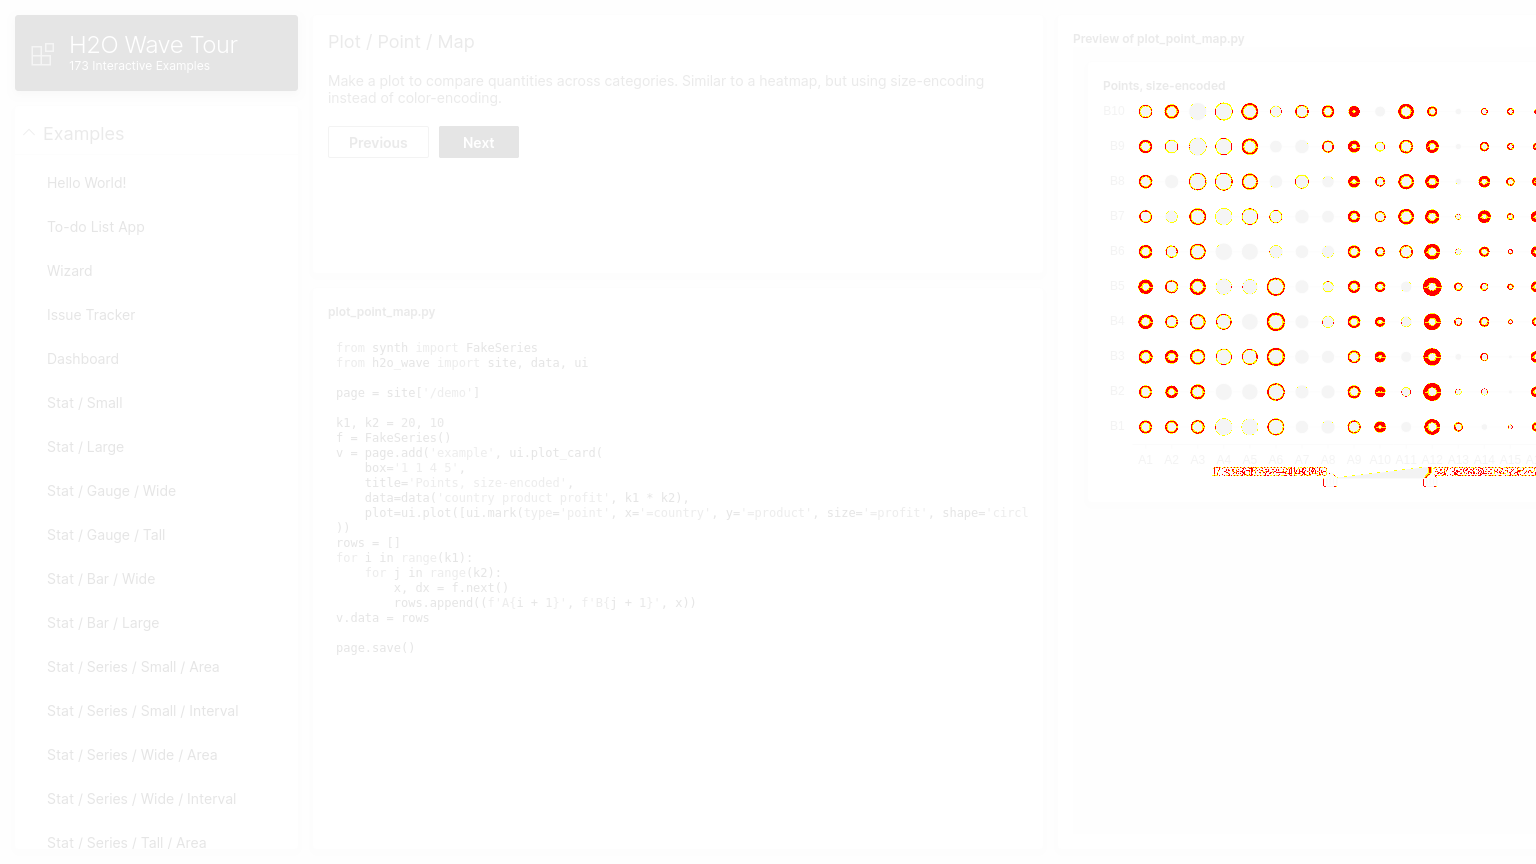 H2O Wave Tour
173 Interactive Examples
Examples
Hello World!
To-do List App
Wizard
Issue Tracker
Dashboard
Stat / Small
Stat / Large
Stat / Gauge / Wide
Stat / Gauge / Tall
Stat / Bar / Wide
Stat / Bar / Large
Stat / Series / Small / Area
Stat / Series / Small / Interval
Stat / Series / Wide / Area
Stat / Series / Wide / Interval
Stat / Series / Tall / Area
Plot / Point / Map
Make a plot to compare quantities across categories. Similar to a heatmap, but using size-encoding
instead of color-encoding.
Previous
Next
plot_point_map.py
from synth import FakeSeries
from h2o_wave import site, data, ui
page = site['/demo']
k1, k2 = 20, 10
f = FakeSeries()
v = page.add('example', ui.plot_card(
    box='1 1 4 5',
    title='Points, size-encoded',
    data=data('country product profit', k1 * k2),
    plot=ui.plot([ui.mark(type='point', x='=country', y='=product', size='=profit', shape='circl
))
rows = []
for i in range(k1):
    for j in range(k2):
        x, dx = f.next()
        rows.append((f'A{i + 1}', f'B{j + 1}', x))
v.data = rows
page.save()
Preview of plot_point_map.py
Points, size-encoded
B10
B9
B8
B7
B6
B5
B4
B3
B2
B1
A1 A2 A3 A4 A5 A6 A7 A8 A9 A10 A11 A12 A13 A14 A15